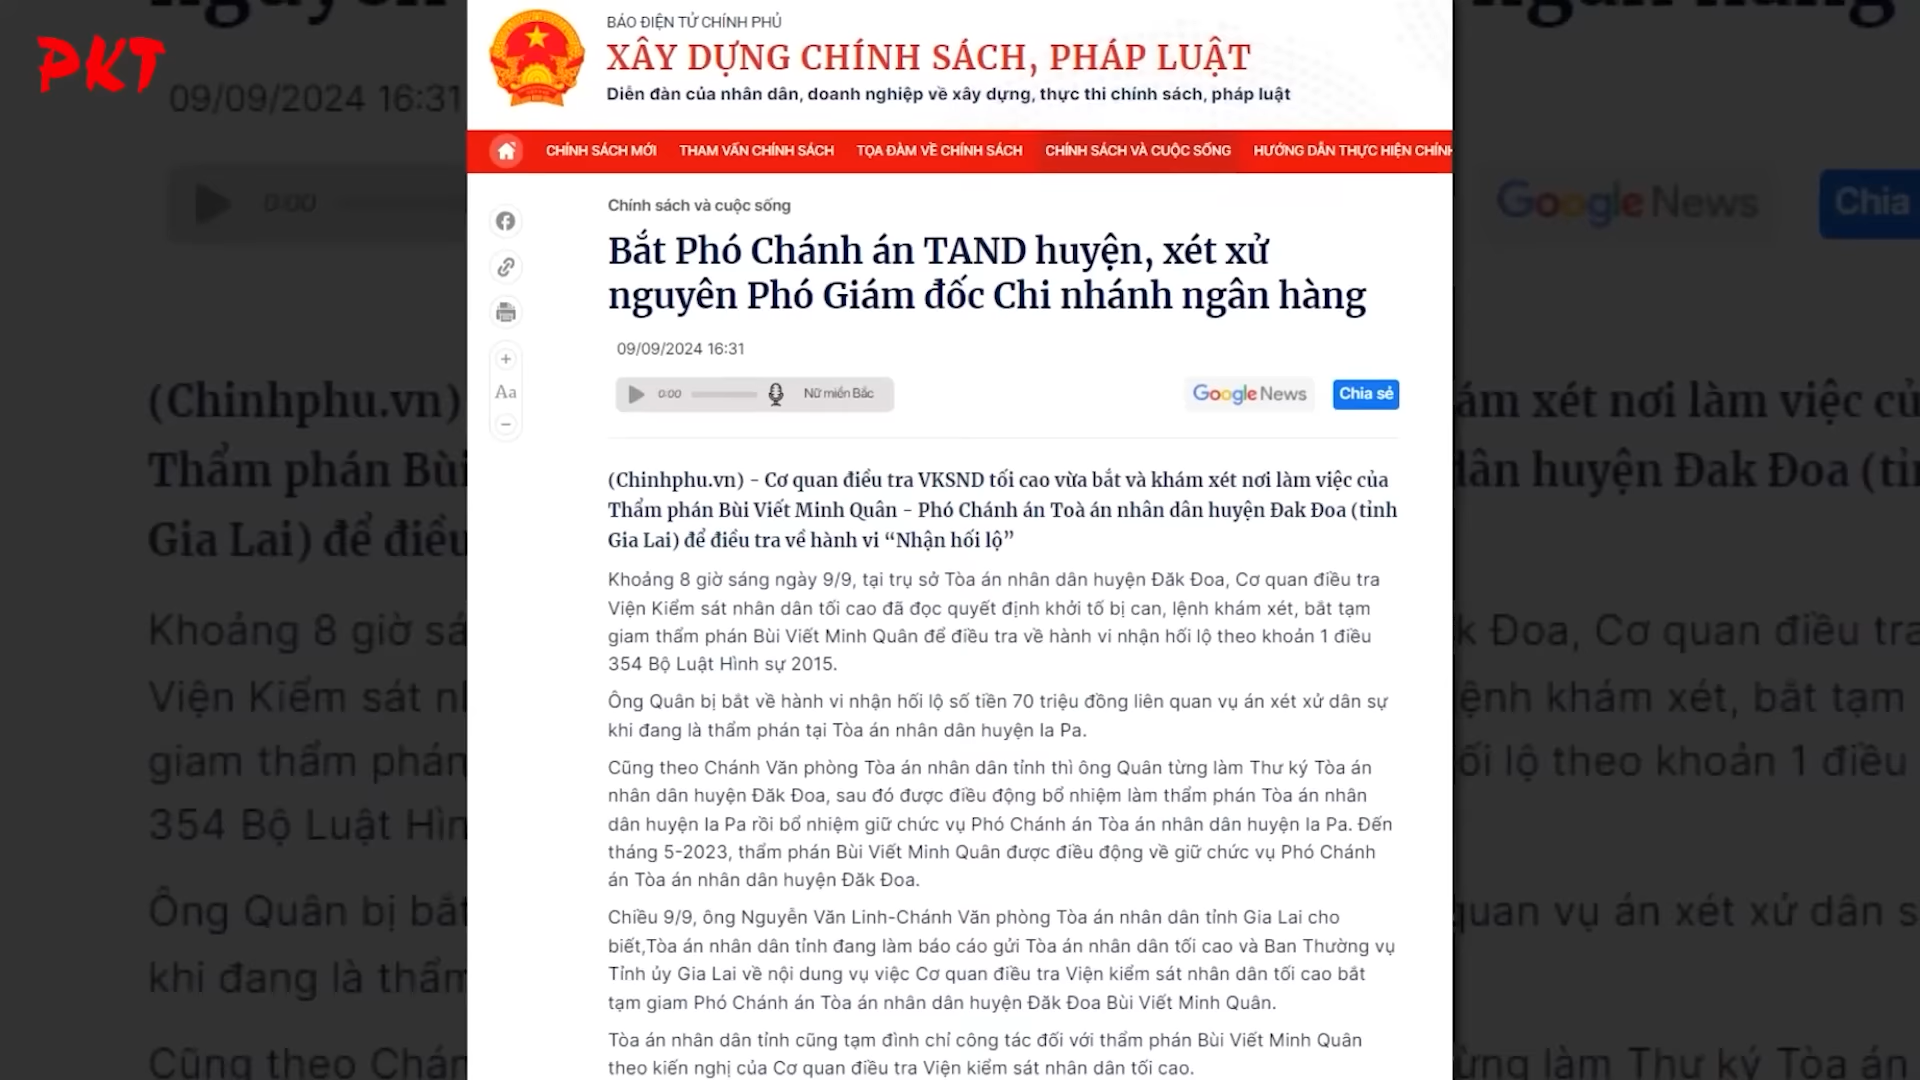 PKT
BÁO ĐIỆN TỬ CHÍNH PHỦ
XÂY DỰNG CHÍNH SÁCH, PHÁP LUẬT
Diễn đàn của nhân dân, doanh nghiệp về xây dựng, thực thi chính sách, pháp luật
CHÍNH SÁCH MỚI THAM VẤN CHÍNH SÁCH TỌA ĐÀM VỀ CHÍNH SÁCH CHÍNH SÁCH VÀ CUỘC SỐNG HƯỚNG DẪN THỰC HIỆN CHÍNH
Chính sách và cuộc sống
Bắt Phó Chánh án TAND huyện, xét xử
nguyên Phó Giám đốc Chi nhánh ngân hàng
09/09/2024 16:31
0:00 Nữ miền Bắc
Google News Chia sẻ
+
Aa
−
(Chinhphu.vn) - Cơ quan điều tra VKSND tối cao vừa bắt và khám xét nơi làm việc của
Thẩm phán Bùi Viết Minh Quân - Phó Chánh án Toà án nhân dân huyện Đak Đoa (tỉnh
Gia Lai) để điều tra về hành vi “Nhận hối lộ”
Khoảng 8 giờ sáng ngày 9/9, tại trụ sở Tòa án nhân dân huyện Đăk Đoa, Cơ quan điều tra
Viện Kiểm sát nhân dân tối cao đã đọc quyết định khởi tố bị can, lệnh khám xét, bắt tạm
giam thẩm phán Bùi Viết Minh Quân để điều tra về hành vi nhận hối lộ theo khoản 1 điều
354 Bộ Luật Hình sự 2015.
Ông Quân bị bắt về hành vi nhận hối lộ số tiền 70 triệu đồng liên quan vụ án xét xử dân sự
khi đang là thẩm phán tại Tòa án nhân dân huyện Ia Pa.
Cũng theo Chánh Văn phòng Tòa án nhân dân tỉnh thì ông Quân từng làm Thư ký Tòa án
nhân dân huyện Đăk Đoa, sau đó được điều động bổ nhiệm làm thẩm phán Tòa án nhân
dân huyện Ia Pa rồi bổ nhiệm giữ chức vụ Phó Chánh án Tòa án nhân dân huyện Ia Pa. Đến
tháng 5-2023, thẩm phán Bùi Viết Minh Quân được điều động về giữ chức vụ Phó Chánh
án Tòa án nhân dân huyện Đăk Đoa.
Chiều 9/9, ông Nguyễn Văn Linh-Chánh Văn phòng Tòa án nhân dân tỉnh Gia Lai cho
biết,Tòa án nhân dân tỉnh đang làm báo cáo gửi Tòa án nhân dân tối cao và Ban Thường vụ
Tỉnh ủy Gia Lai về nội dung vụ việc Cơ quan điều tra Viện kiểm sát nhân dân tối cao bắt
tạm giam Phó Chánh án Tòa án nhân dân huyện Đăk Đoa Bùi Viết Minh Quân.
Tòa án nhân dân tỉnh cũng tạm đình chỉ công tác đối với thẩm phán Bùi Viết Minh Quân
theo kiến nghị của Cơ quan điều tra Viện kiểm sát nhân dân tối cao.